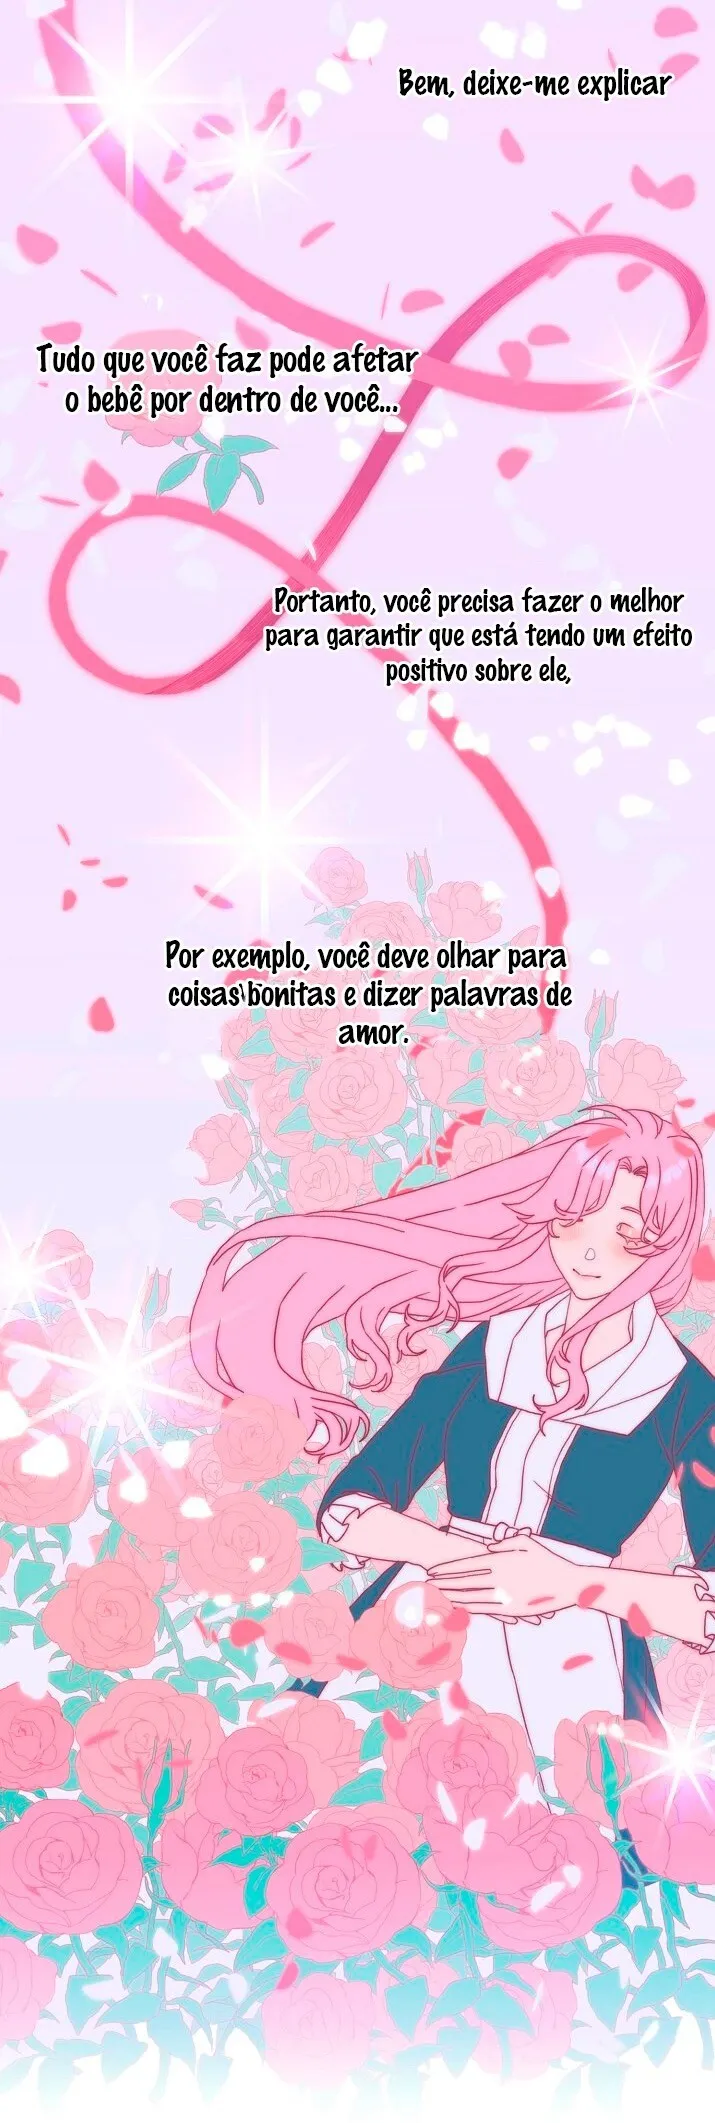 Bem, deixe-me explicar
Tudo que você faz pode afetar
o bebê por dentro de você...
Portanto, você precisa fazer o melhor
para garantir que está tendo um efeito
positivo sobre ele,
Por exemplo, você deve olhar para
coisas bonitas e dizer palavras de
amor.